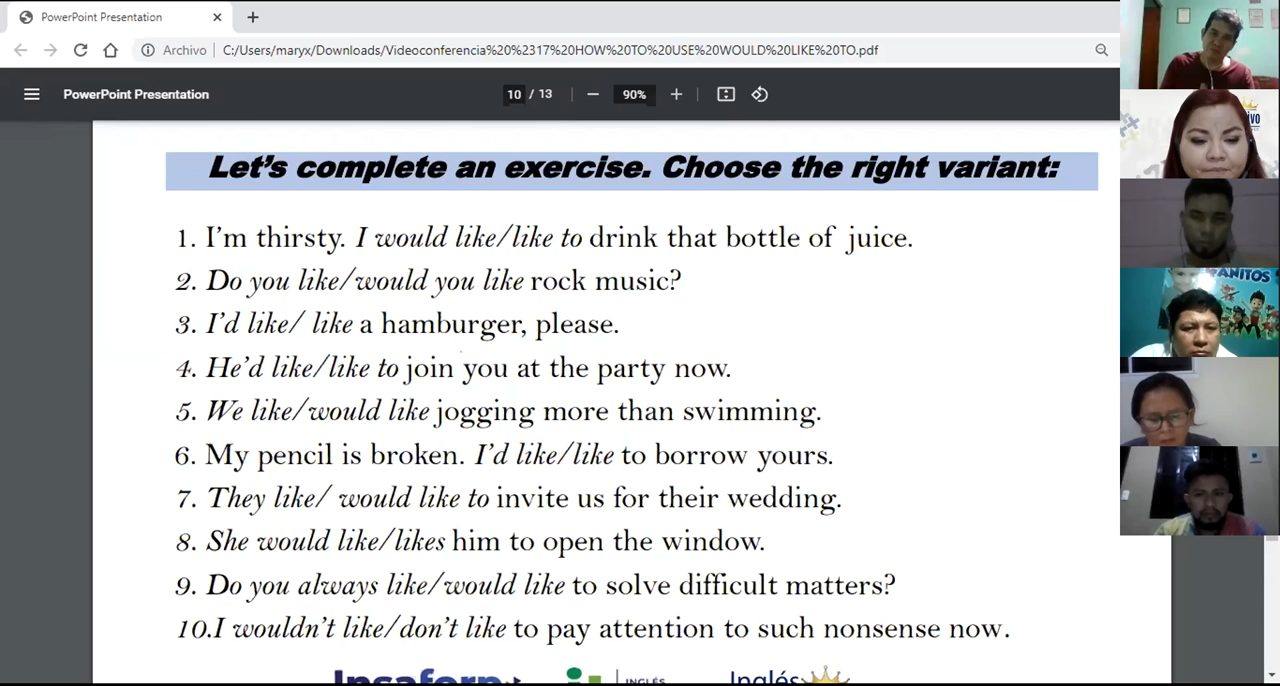 PowerPoint Presentation
Archivo C:/Users/maryx/Downloads/Videoconferencia%20%2317%20HOW%20TO%20USE%20WOULD%20LIKE%20TO.pdf
PowerPoint Presentation 10 / 13 90%
Let's complete an exercise. Choose the right variant:
1. I'm thirsty. I would like/like to drink that bottle of juice.
2. Do you like/would you like rock music?
3. I'd like/ like a hamburger, please.
4. He'd like/like to join you at the party now.
5. We like/would like jogging more than swimming.
6. My pencil is broken. I'd like/like to borrow yours.
7. They like/ would like to invite us for their wedding.
8. She would like/likes him to open the window.
9. Do you always like/would like to solve difficult matters?
10.I wouldn't like/don't like to pay attention to such nonsense now.
Insaforp INGLÉS Inglés